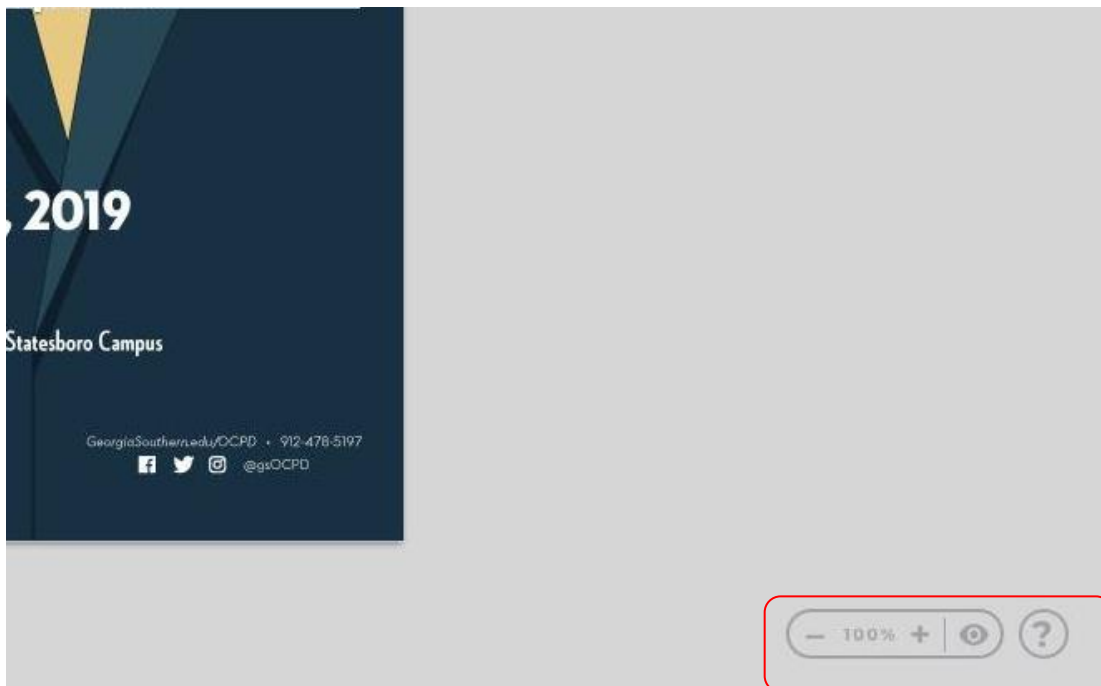 , 2019
Statesboro Campus
GeorgiaSouthern.edu/OCPD • 912-478-5197
@gsOCPD
– 100% + ?